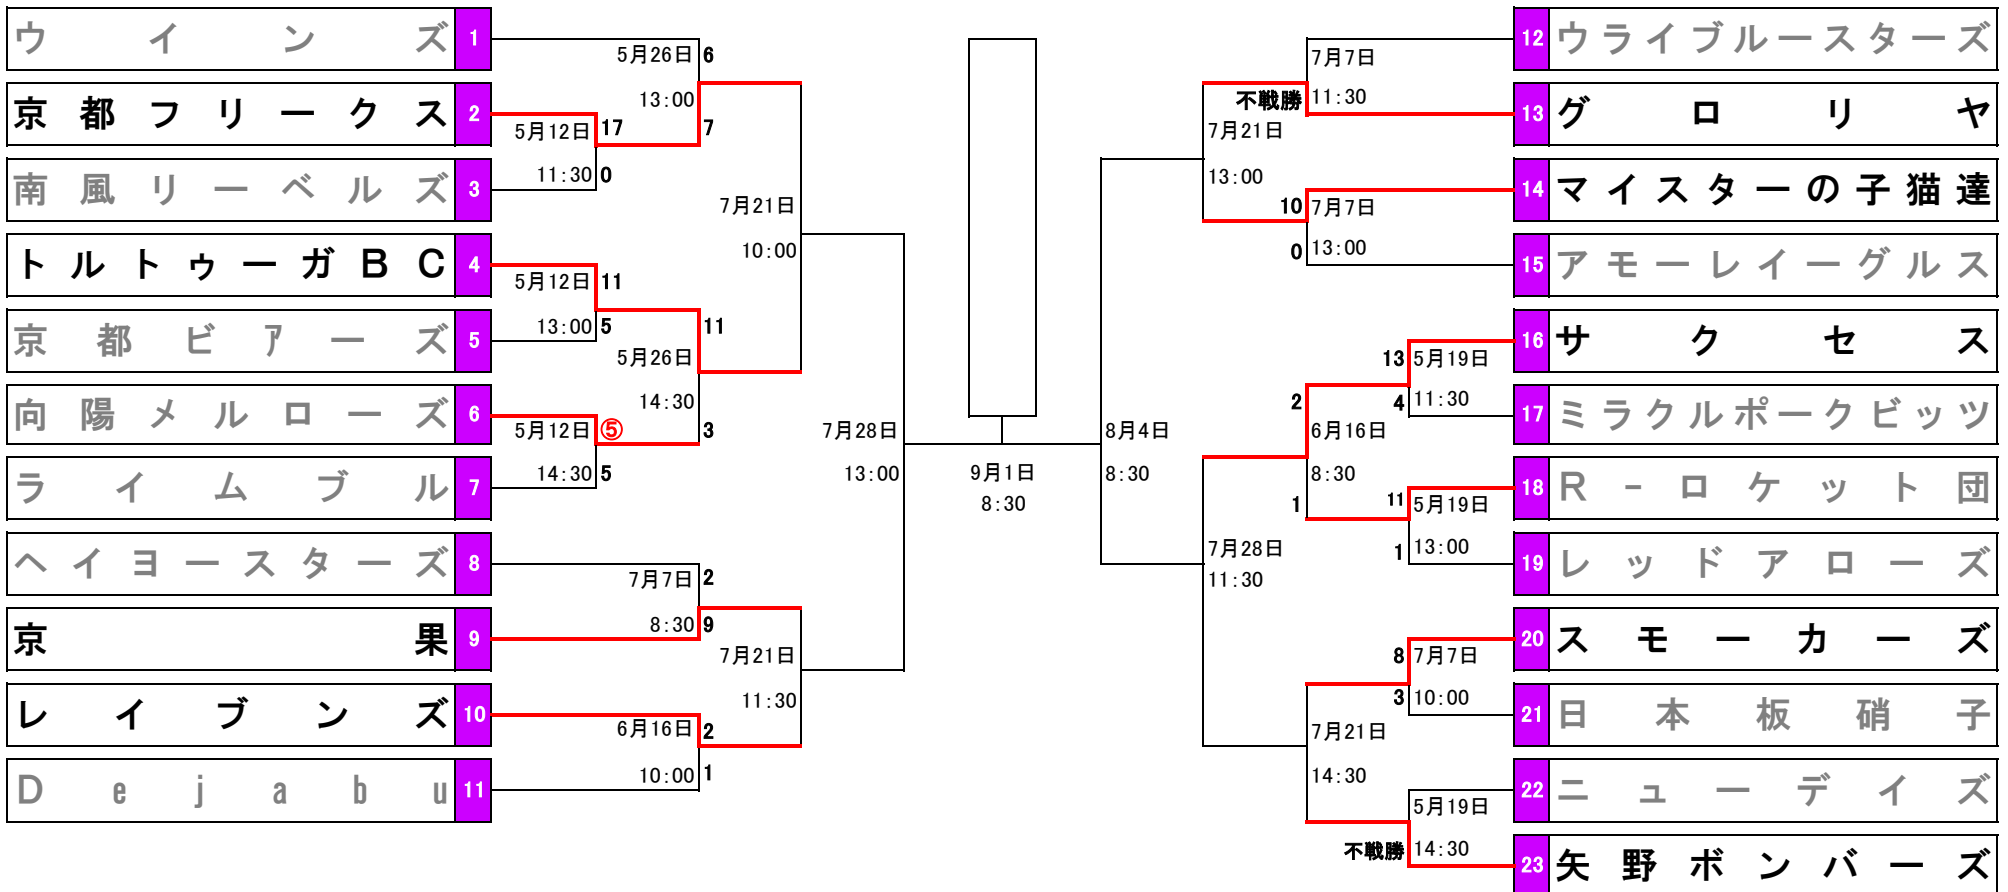 ウインズ 1
5月26日 6
13:00
京都フリークス 2
7
5月12日 17
11:30 0
南風リーベルズ 3
7月21日
10:00
トルトゥーガBC 4
5月12日 11
13:00 5
京都ビアーズ 5
11
5月26日
14:30
3
向陽メルローズ 6
5月12日 ⑤
14:30 5
ライムブル 7
7月28日
13:00
ヘイヨースターズ 8
7月7日 2
8:30 9
京果 9
7月21日
11:30
レイブンズ 10
6月16日 2
10:00 1
Dejabu 11
9月1日
8:30
12 ウライブルースターズ
7月7日
不戦勝 11:30
13 グロリヤ
7月21日
13:00
14 マイスターの子猫達
10 7月7日
0 13:00
15 アモーレイーグルス
16 サクセス
13 5月19日
4 11:30
17 ミラクルポークビッツ
2
6月16日
8:30
1
8月4日
8:30
18 R-ロケット団
11 5月19日
1 13:00
19 レッドアローズ
7月28日
11:30
20 スモーカーズ
8 7月7日
3 10:00
21 日本板硝子
7月21日
14:30
22 ニューデイズ
5月19日
不戦勝 14:30
23 矢野ボンバーズ